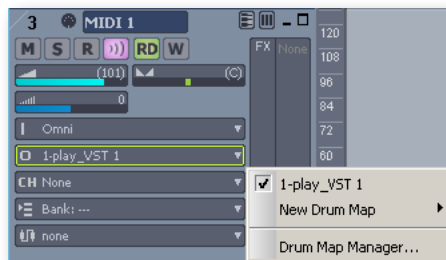 3 MIDI 1
M S R RD W
(101) (C)
0
Omni
1-play_VST 1
CH None
Bank: ---
none
FX None
120
108
96
84
72
60
1-play_VST 1
New Drum Map
Drum Map Manager...